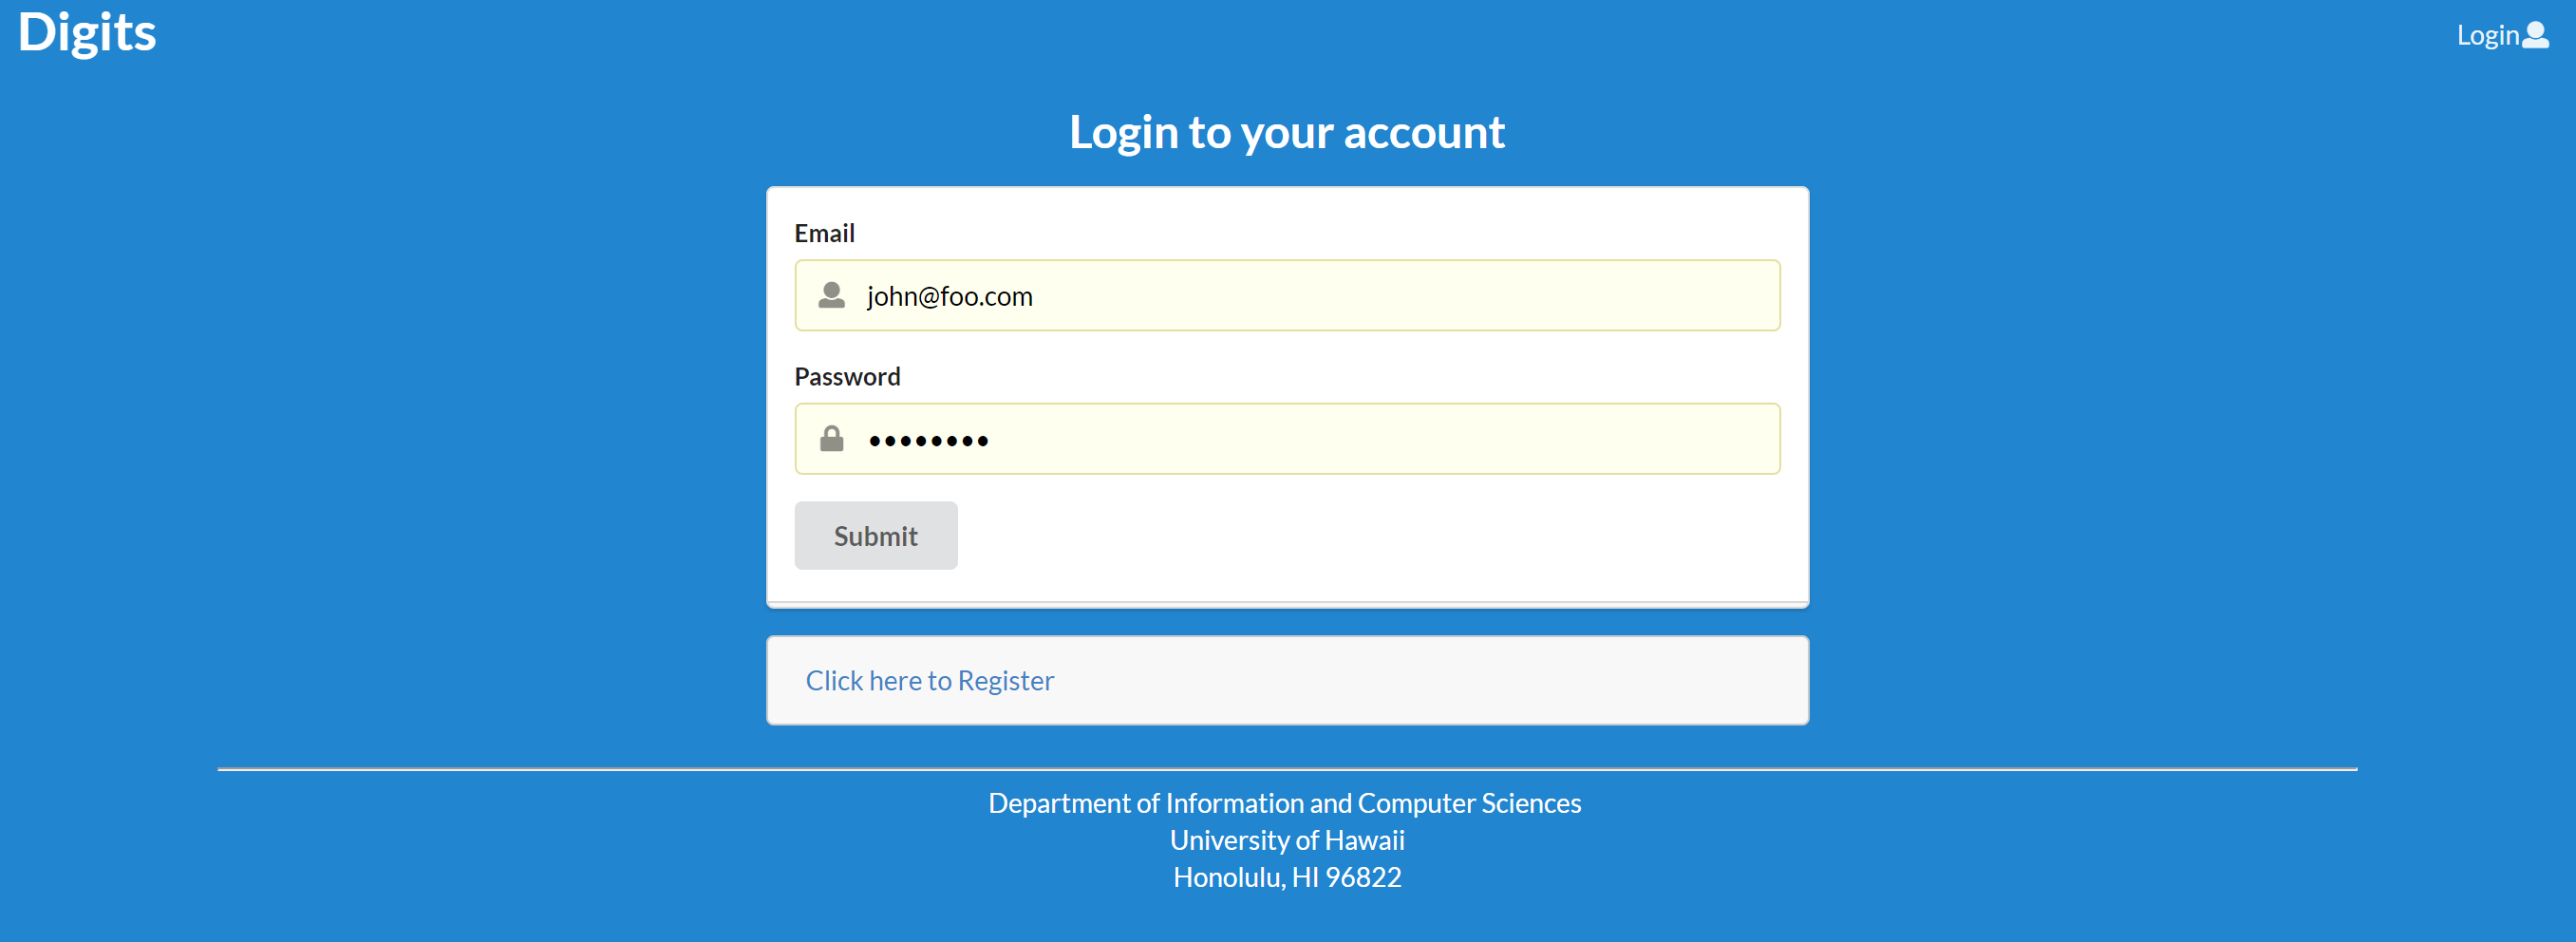 Digits
Login
Login to your account
Email
john@foo.com
Password
••••••••
Submit
Click here to Register
Department of Information and Computer Sciences
University of Hawaii
Honolulu, HI 96822